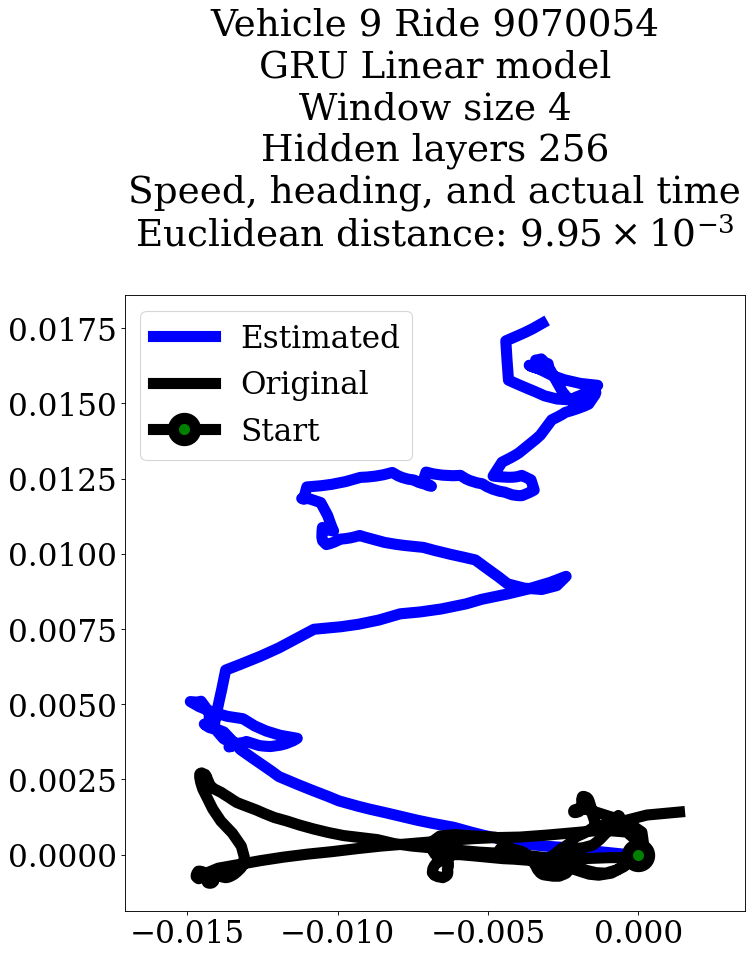 Vehicle 9 Ride 9070054
GRU Linear model
Window size 4
Hidden layers 256
Speed, heading, and actual time
Euclidean distance: 9.95 × 10⁻³
Estimated
Original
Start
0.0175
0.0150
0.0125
0.0100
0.0075
0.0050
0.0025
0.0000
−0.015 −0.010 −0.005 0.000